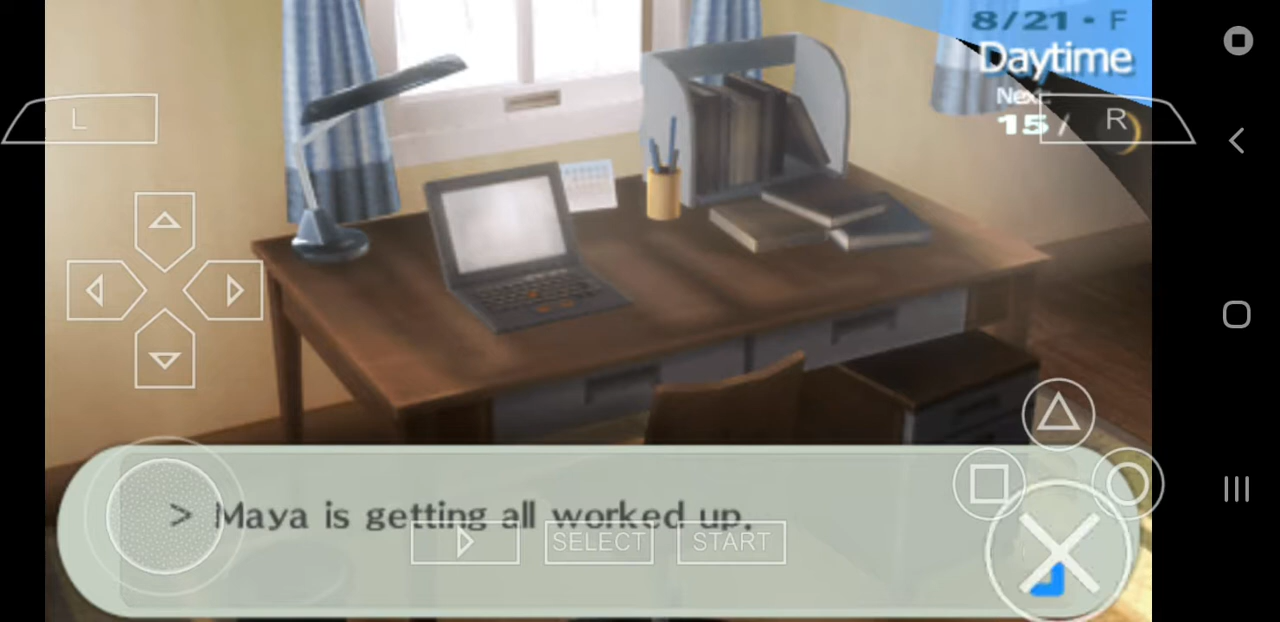 8/21 • F
Daytime
Next:
15/
L
R
> Maya is getting all worked up.
SELECT
START